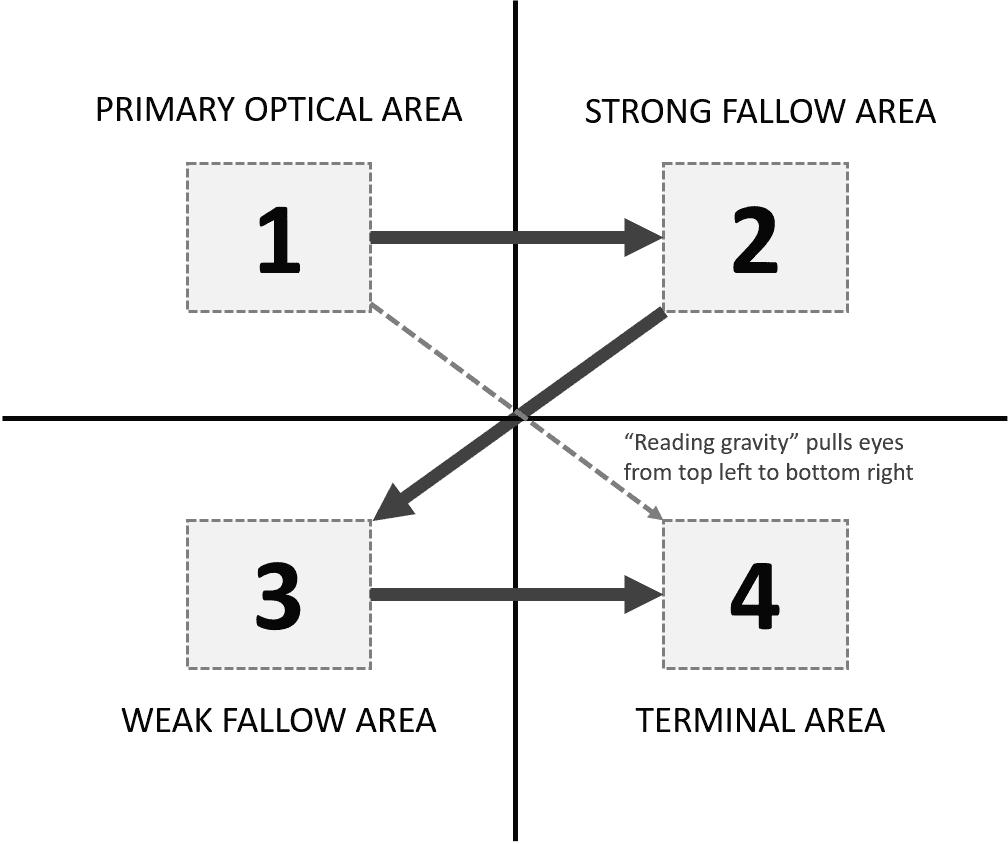 PRIMARY OPTICAL AREA
STRONG FALLOW AREA
1
2
“Reading gravity” pulls eyes
from top left to bottom right
3
4
WEAK FALLOW AREA
TERMINAL AREA